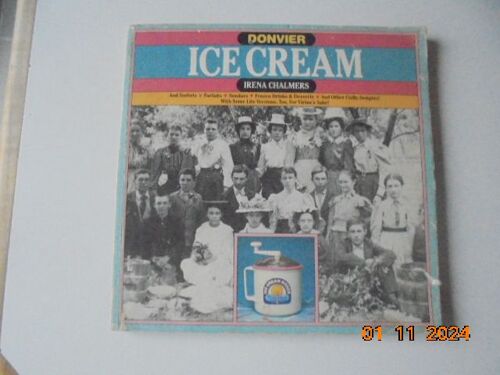 DONVIER
ICE CREAM
IRENA CHALMERS
And Sorbets • Parfaits • Sundaes • Frozen Drinks & Desserts • And Other Chilly Delights!
With Some Lite Versions, Too, For Virtue's Sake!
01 11 2024